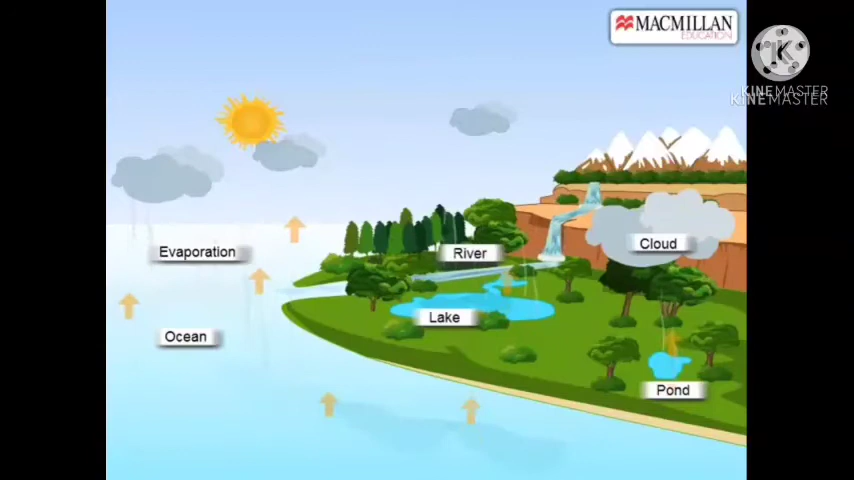 MACMILLAN
EDUCATION
KINEMASTER
KINEMASTER
Evaporation
River
Cloud
Lake
Ocean
Pond